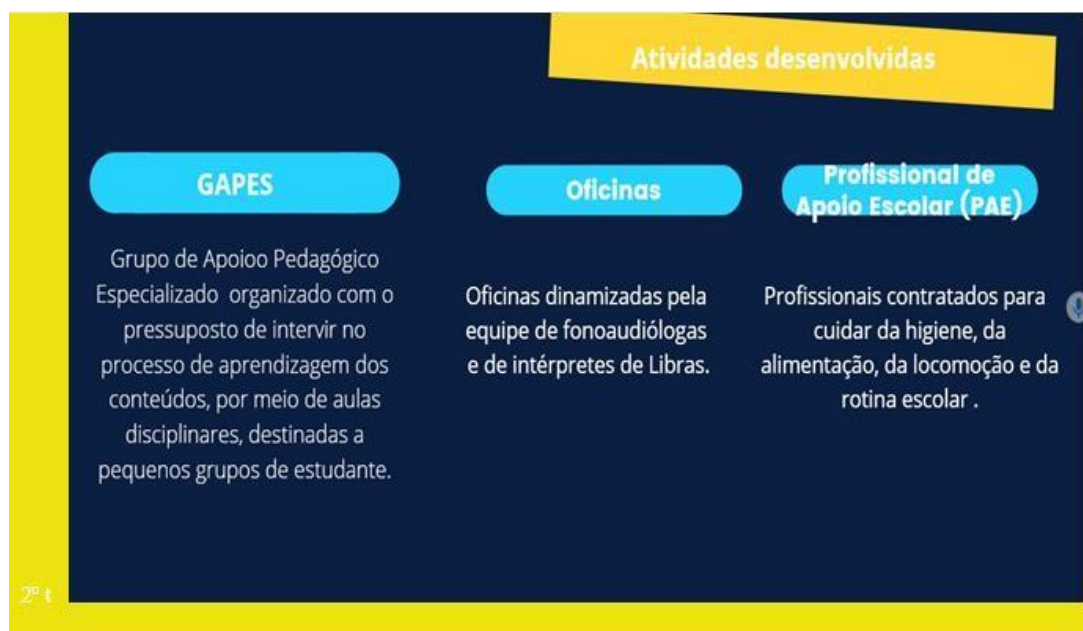 Atividades desenvolvidas
GAPES
Grupo de Apoioo Pedagógico
Especializado organizado com o
pressuposto de intervir no
processo de aprendizagem dos
conteúdos, por meio de aulas
disciplinares, destinadas a
pequenos grupos de estudante.
Oficinas
Oficinas dinamizadas pela
equipe de fonoaudiólogas
e de intérpretes de Libras.
Profissional de
Apoio Escolar (PAE)
Profissionais contratados para
cuidar da higiene, da
alimentação, da locomoção e da
rotina escolar .
2º t